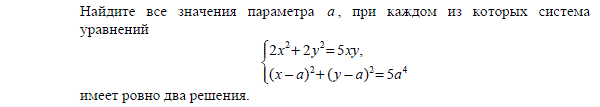 Найдите все значения параметра a, при каждом из которых система
уравнений
{2x²+2y²=5xy,
(x−a)²+(y−a)²=5a⁴
имеет ровно два решения.